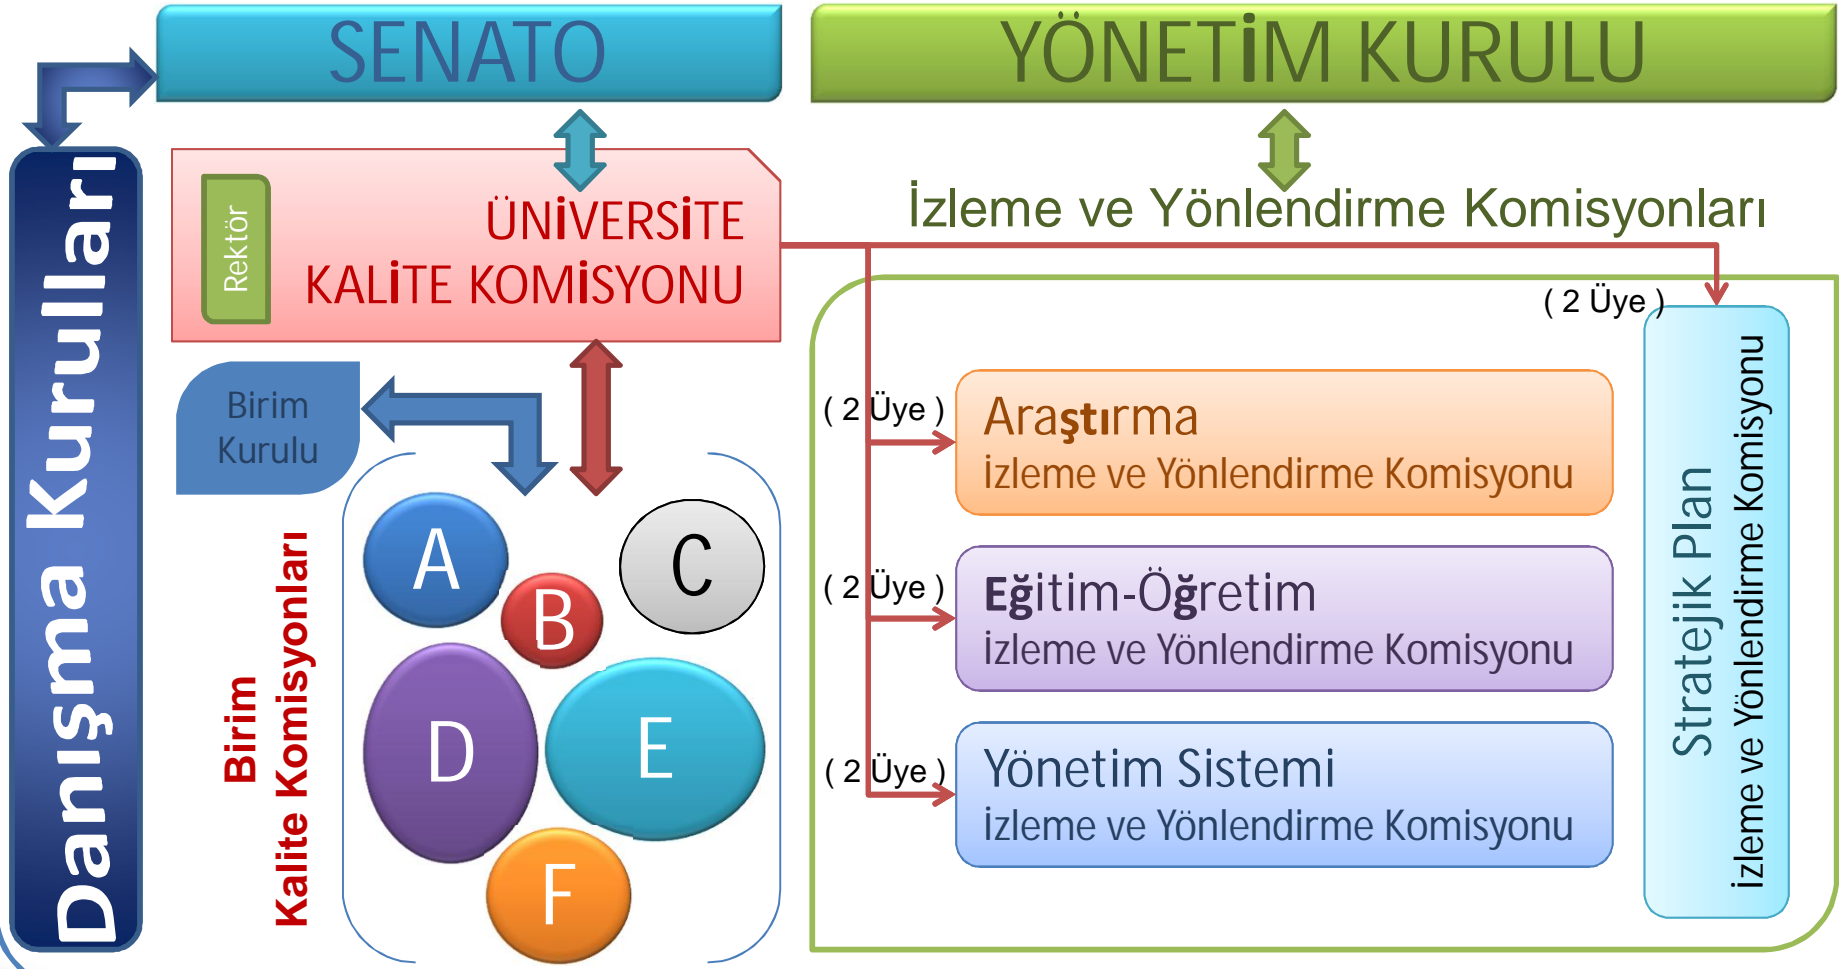 SENATO
YÖNETİM KURULU
Danışma Kurulları
Rektör
ÜNİVERSİTE
KALİTE KOMİSYONU
İzleme ve Yönlendirme Komisyonları
Birim
Kurulu
Birim
Kalite Komisyonları
A
B
C
D
E
F
( 2 Üye )
Araştırma
İzleme ve Yönlendirme Komisyonu
( 2 Üye )
Eğitim-Öğretim
İzleme ve Yönlendirme Komisyonu
( 2 Üye )
Yönetim Sistemi
İzleme ve Yönlendirme Komisyonu
( 2 Üye )
Stratejik Plan
İzleme ve Yönlendirme Komisyonu